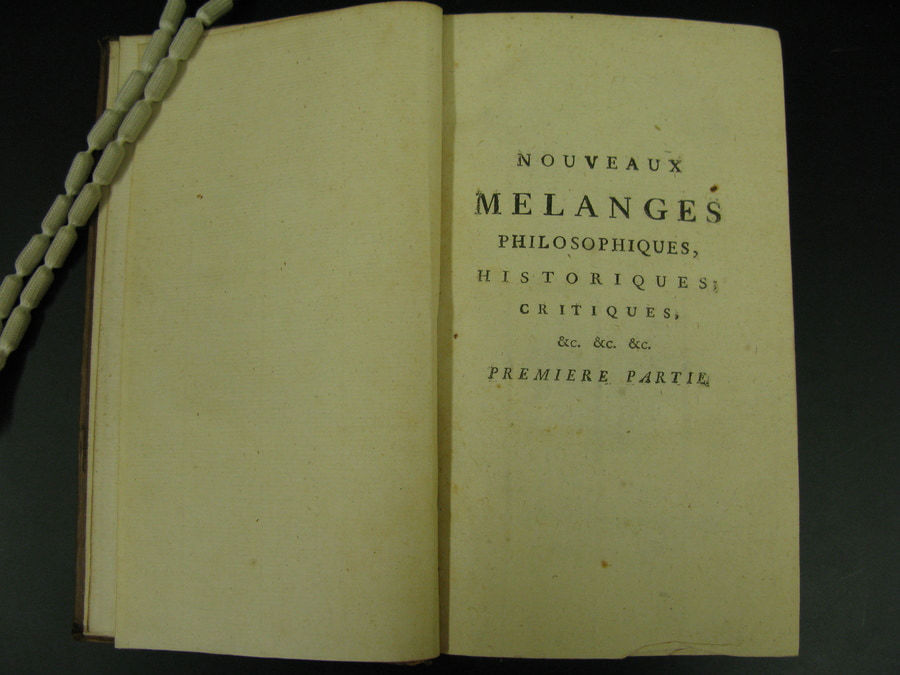 NOUVEAUX
MELANGES
PHILOSOPHIQUES,
HISTORIQUES,
CRITIQUES,
&c. &c. &c.
PREMIERE PARTIE.